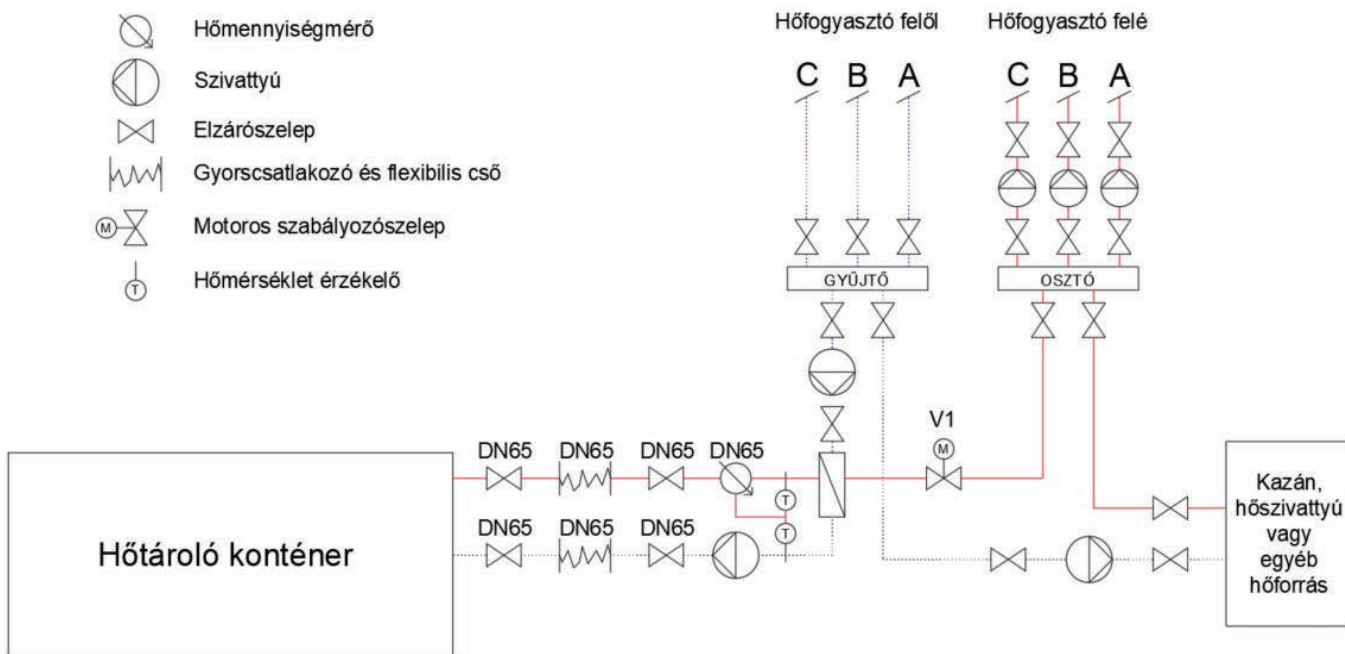 Hőmennyiségmérő
Szivattyú
Elzárószelep
Gyorscsatlakozó és flexibilis cső
M
Motoros szabályozószelep
T
Hőmérséklet érzékelő
Hőfogyasztó felől
Hőfogyasztó felé
C B A
C B A
GYŰJTŐ
OSZTÓ
V1
M
DN65 DN65 DN65 DN65
T
T
DN65 DN65 DN65
Hőtároló konténer
Kazán,
hőszivattyú
vagy
egyéb
hőforrás